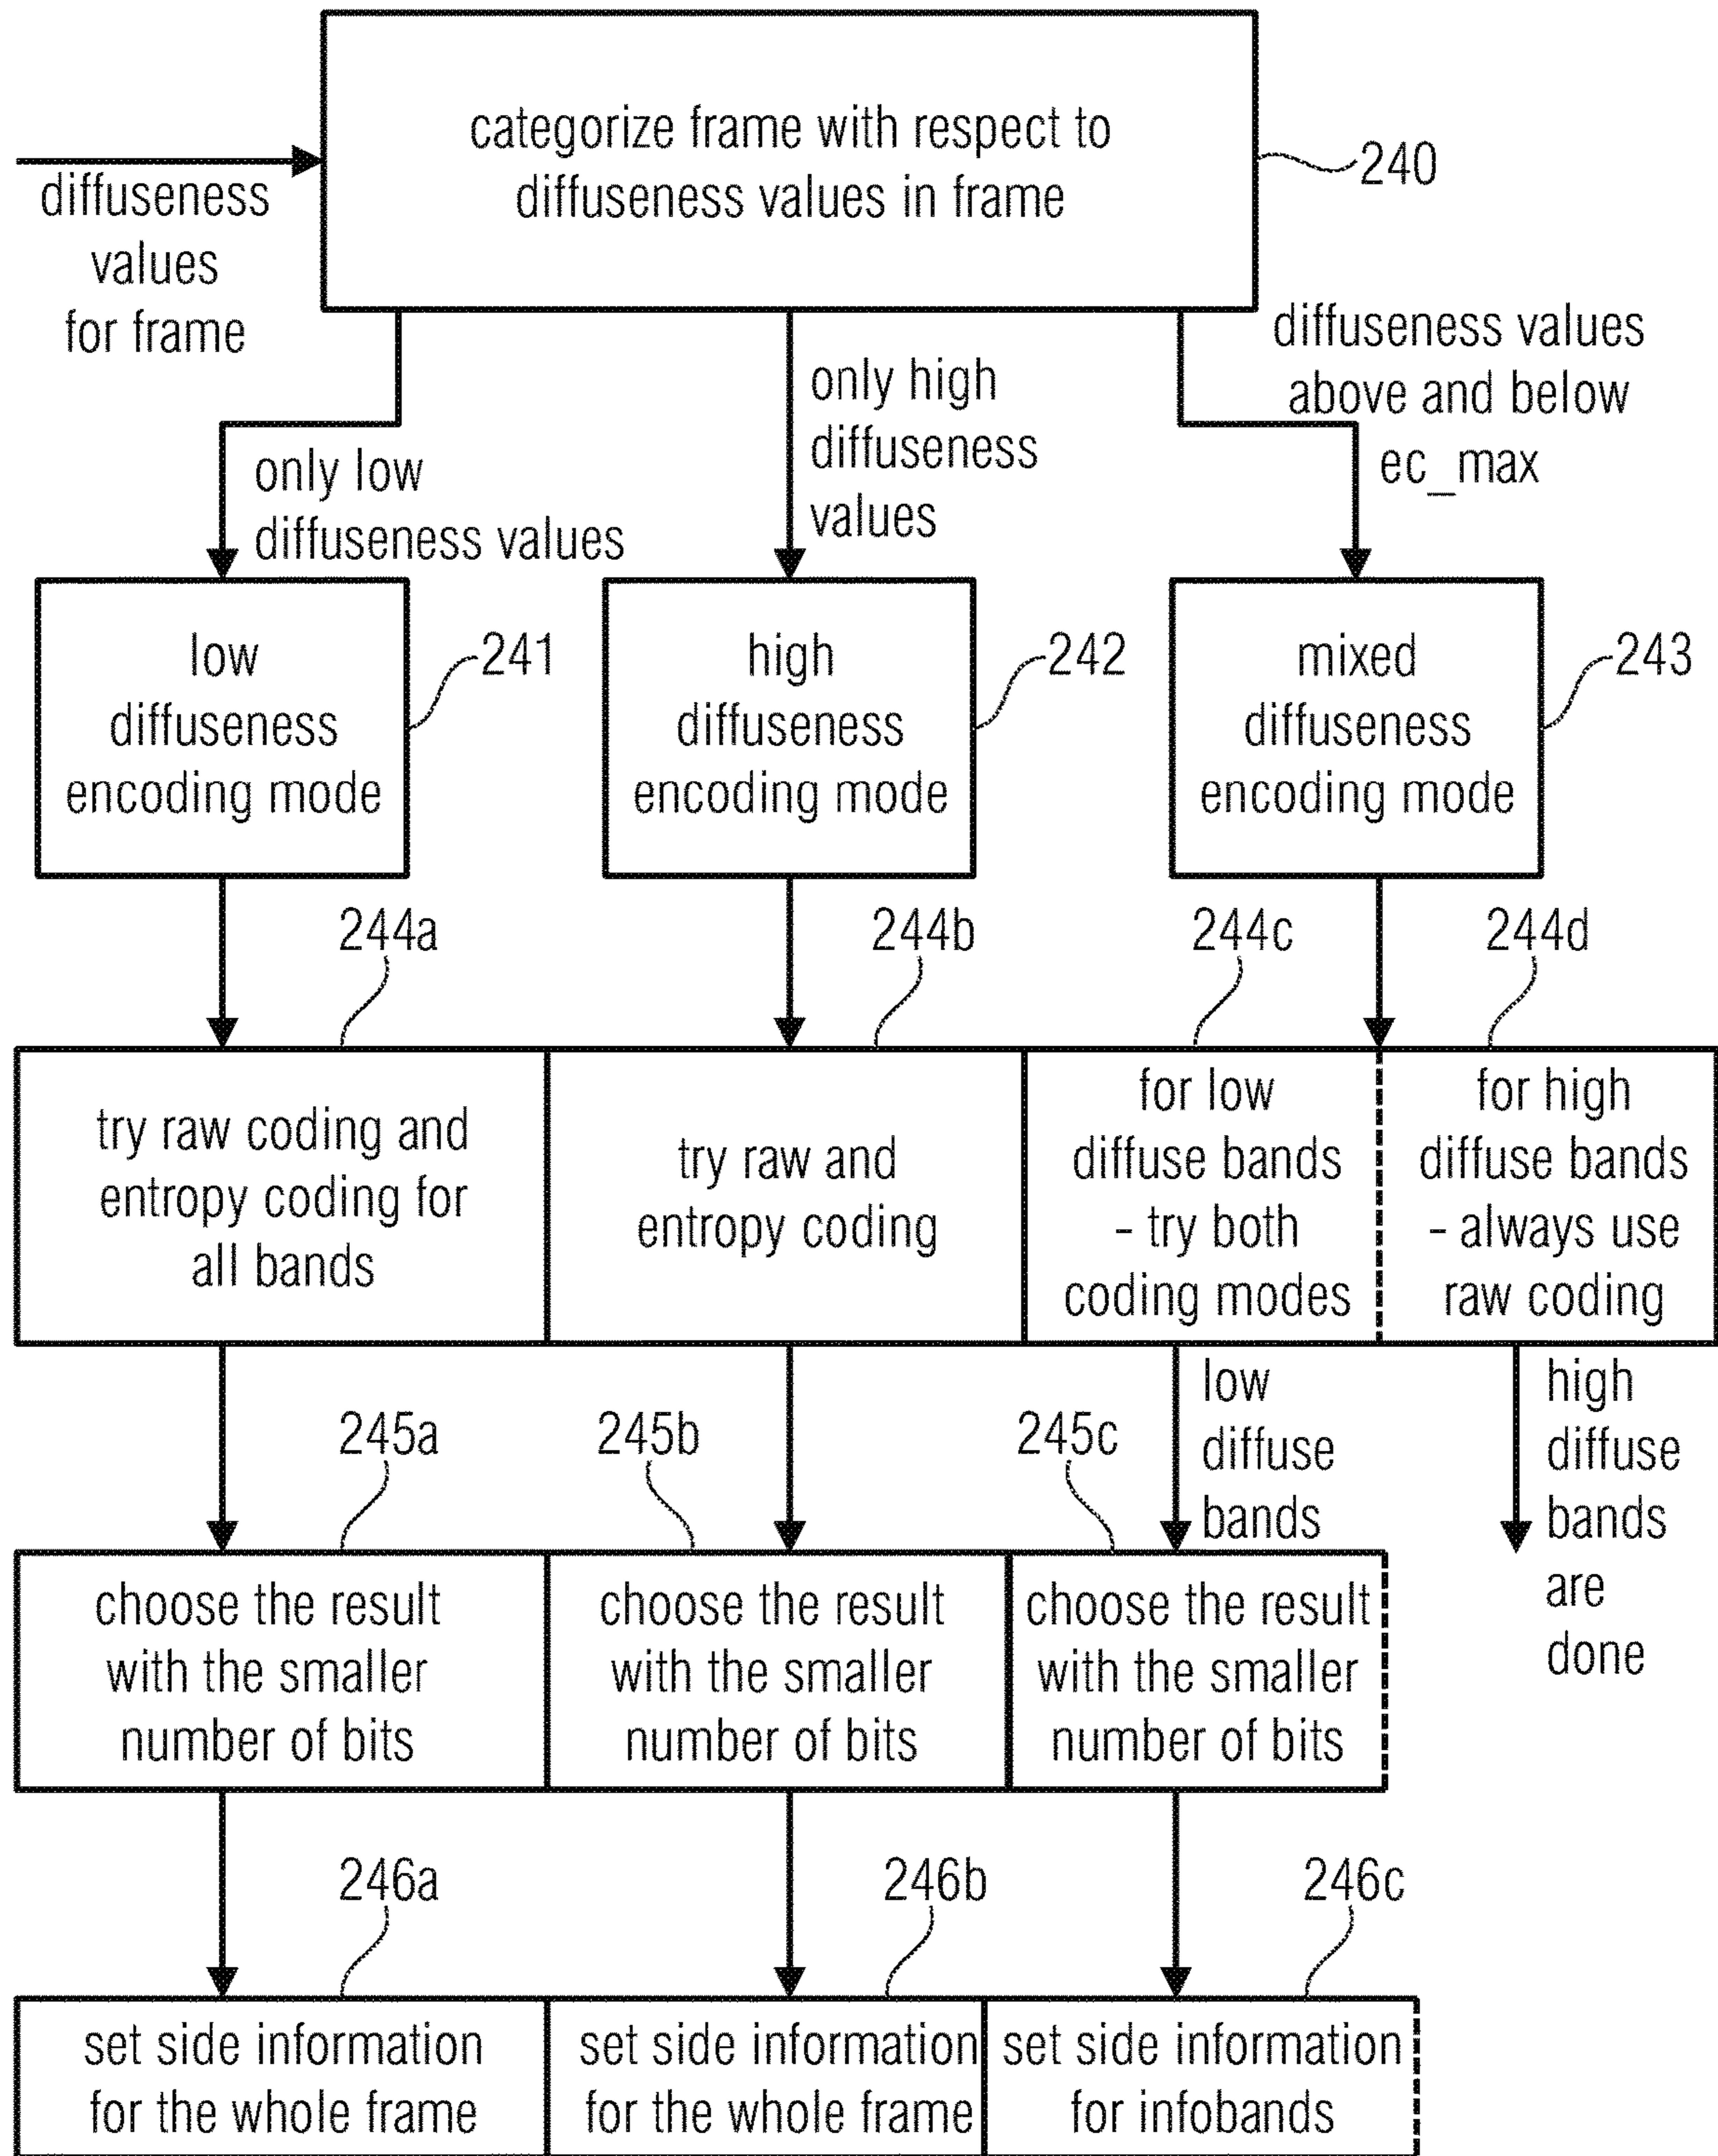 categorize frame with respect to
diffuseness values in frame
240
diffuseness
values
for frame
only low
diffuseness values
only high
diffuseness
values
diffuseness values
above and below
ec_max
low
diffuseness
encoding mode
241
high
diffuseness
encoding mode
242
mixed
diffuseness
encoding mode
243
244a
244b
244c
244d
try raw coding and
entropy coding for
all bands
try raw and
entropy coding
for low
diffuse bands
- try both
coding modes
for high
diffuse bands
- always use
raw coding
245a
245b
245c
low
diffuse
bands
high
diffuse
bands
are
done
choose the result
with the smaller
number of bits
choose the result
with the smaller
number of bits
choose the result
with the smaller
number of bits
246a
246b
246c
set side information
for the whole frame
set side information
for the whole frame
set side information
for infobands